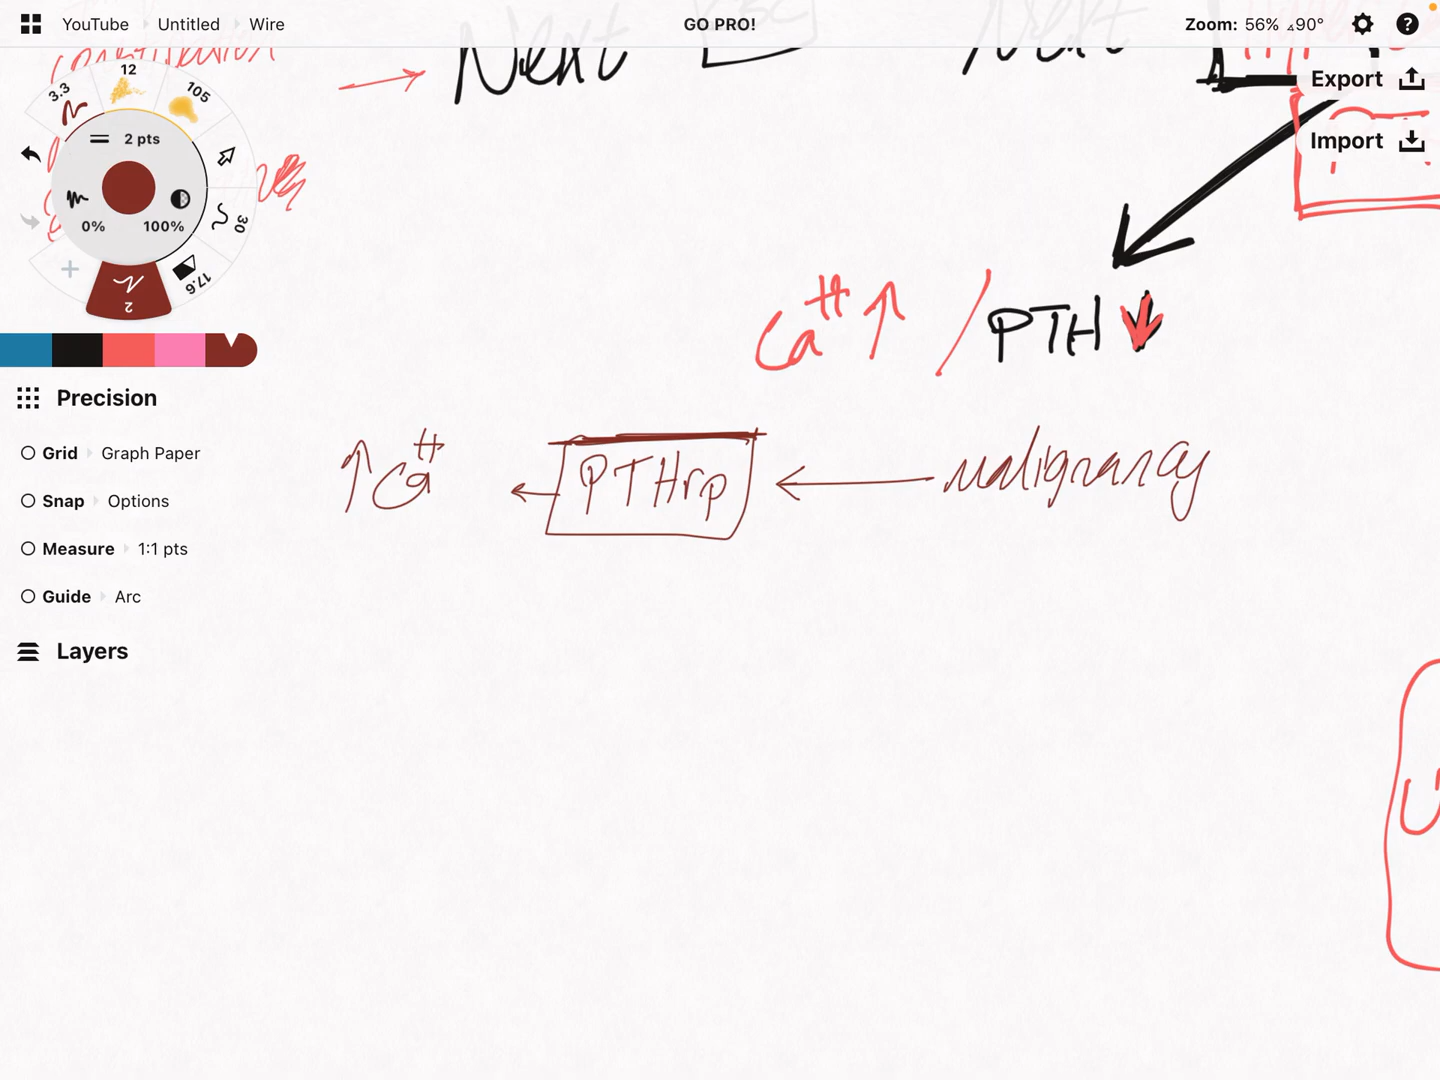 YouTube Untitled Wire GO PRO! Zoom: 56% ⦟90°
Next Next
Export
Import
3.3 12 105
2 pts
30
0% 100%
17.6
2
Ca++ ↑ / PTH ↓
Precision
Grid Graph Paper
Snap Options
Measure 1:1 pts
Guide Arc
Layers
↑ Ca++ ← PTHrp ← malignancy